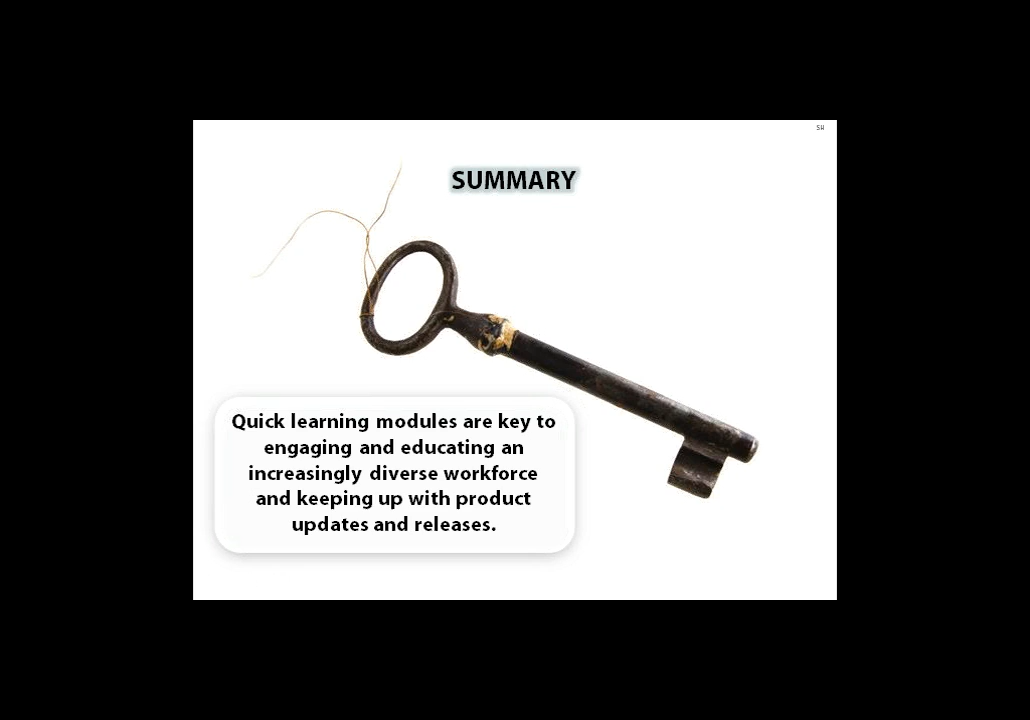 SH
SUMMARY
Quick learning modules are key to
engaging and educating an
increasingly diverse workforce
and keeping up with product
updates and releases.